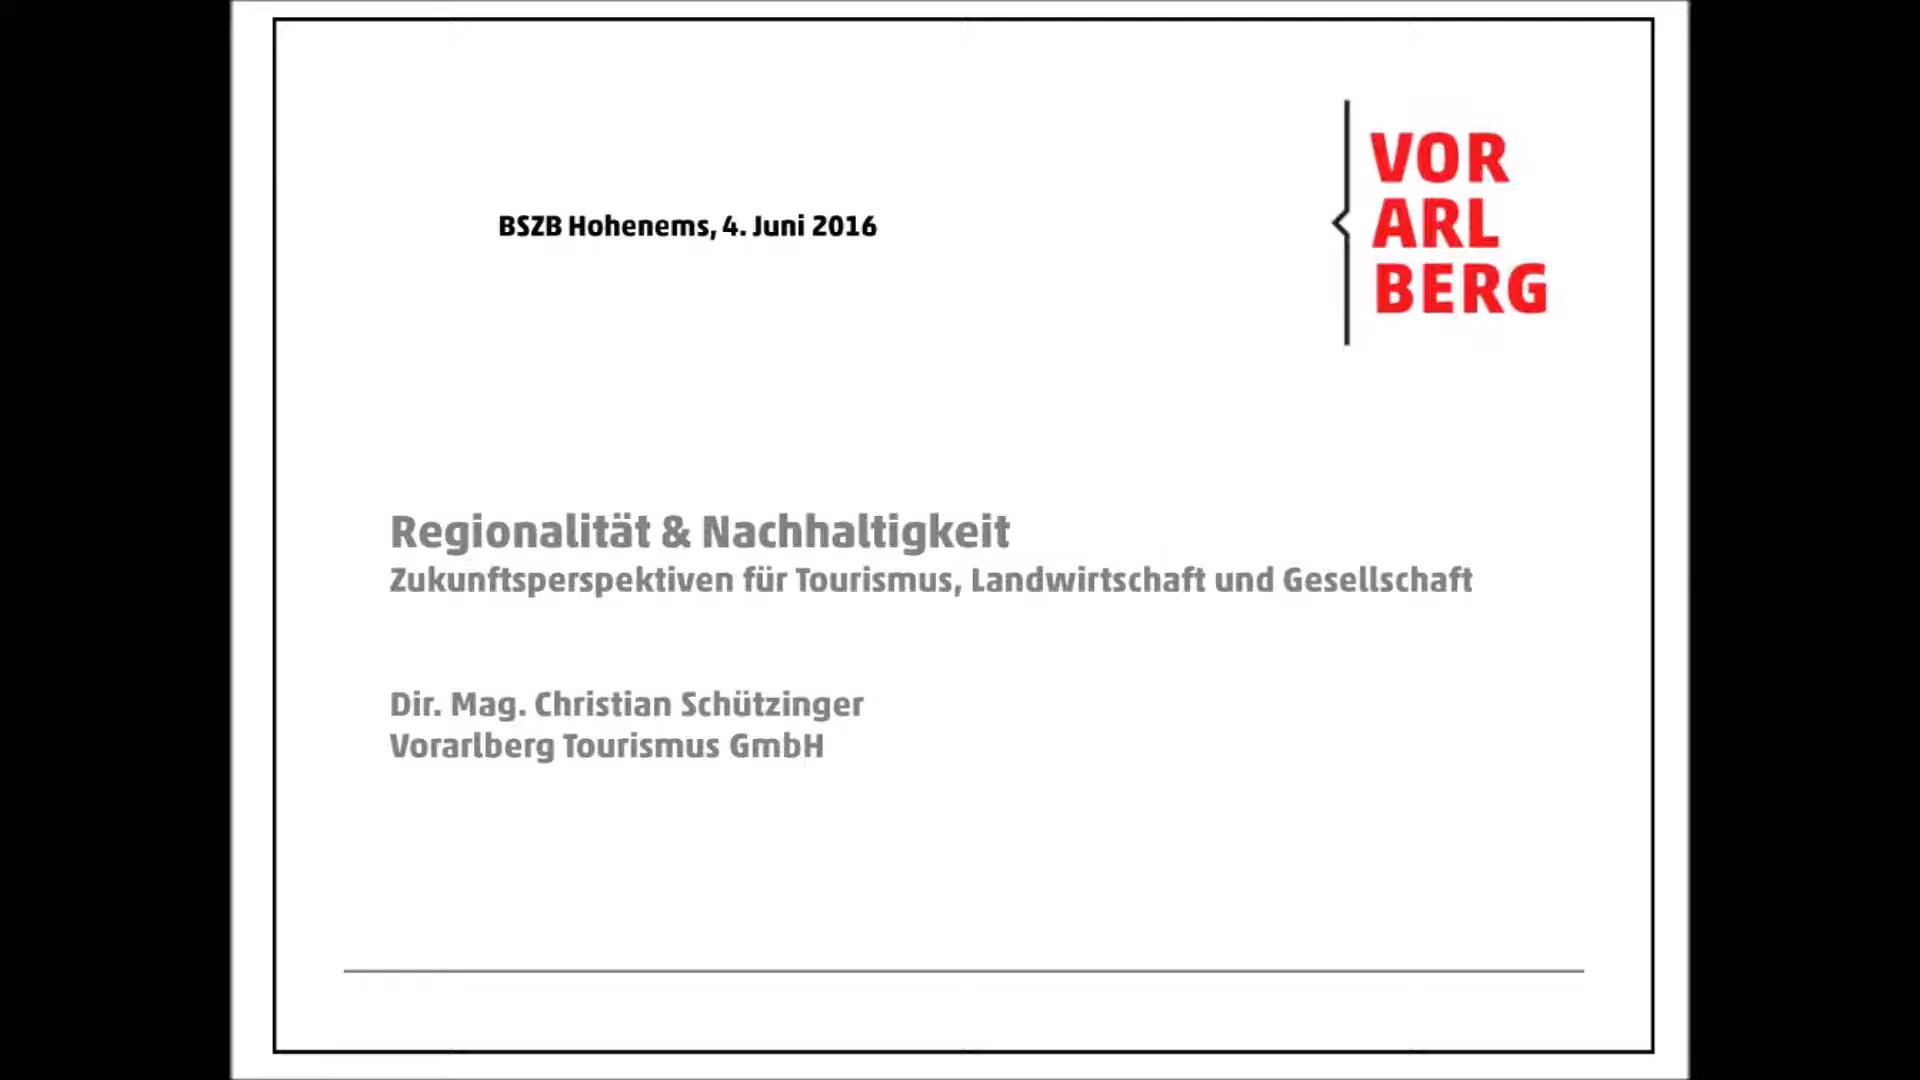 BSZB Hohenems, 4. Juni 2016
VOR
ARL
BERG
Regionalität & Nachhaltigkeit
Zukunftsperspektiven für Tourismus, Landwirtschaft und Gesellschaft
Dir. Mag. Christian Schützinger
Vorarlberg Tourismus GmbH